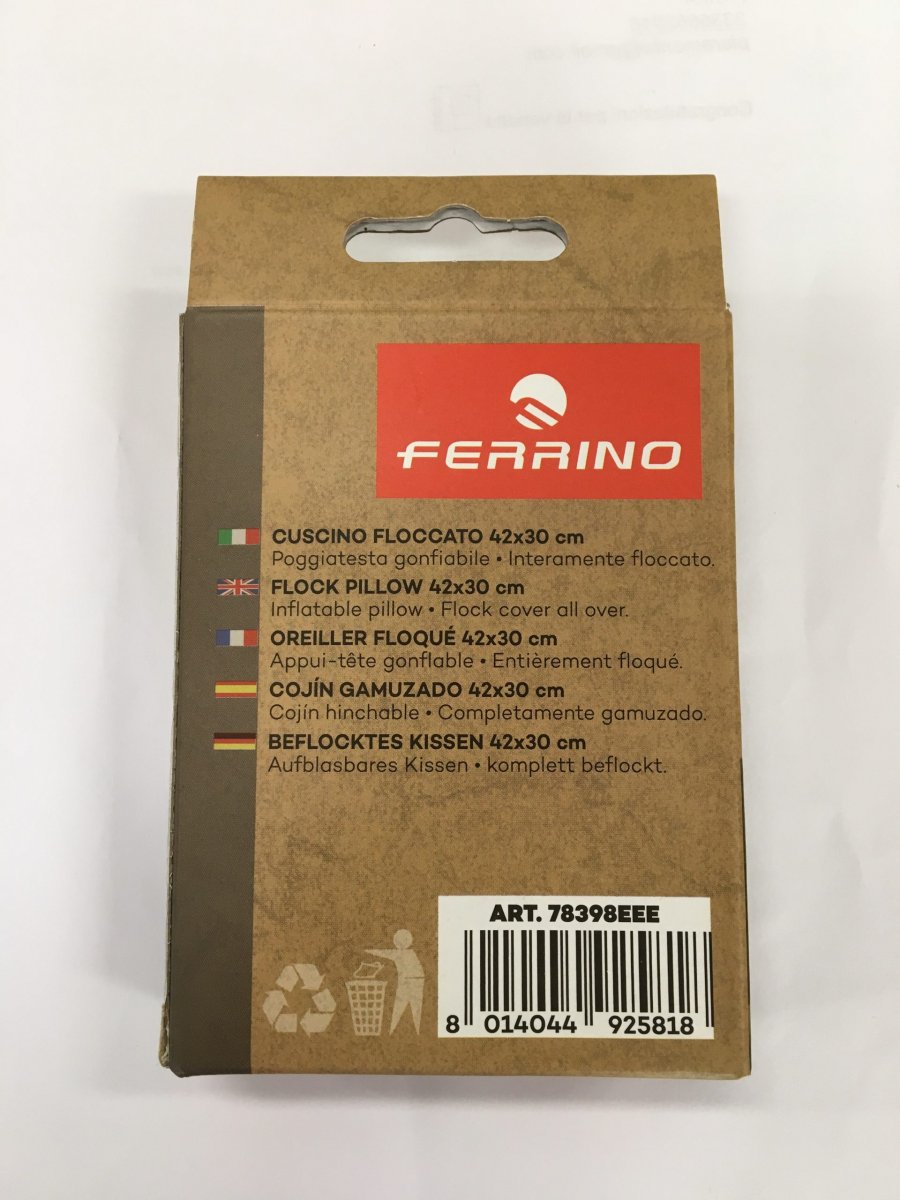 FERRINO
CUSCINO FLOCCATO 42x30 cm
Poggiatesta gonfiabile • Interamente floccato.
FLOCK PILLOW 42x30 cm
Inflatable pillow • Flock cover all over.
OREILLER FLOQUÉ 42x30 cm
Appui-tête gonflable • Entièrement floqué.
COJÍN GAMUZADO 42x30 cm
Cojín hinchable • Completamente gamuzado.
BEFLOCKTES KISSEN 42x30 cm
Aufblasbares Kissen • komplett beflockt.
ART. 78398EEE
8 014044 925818